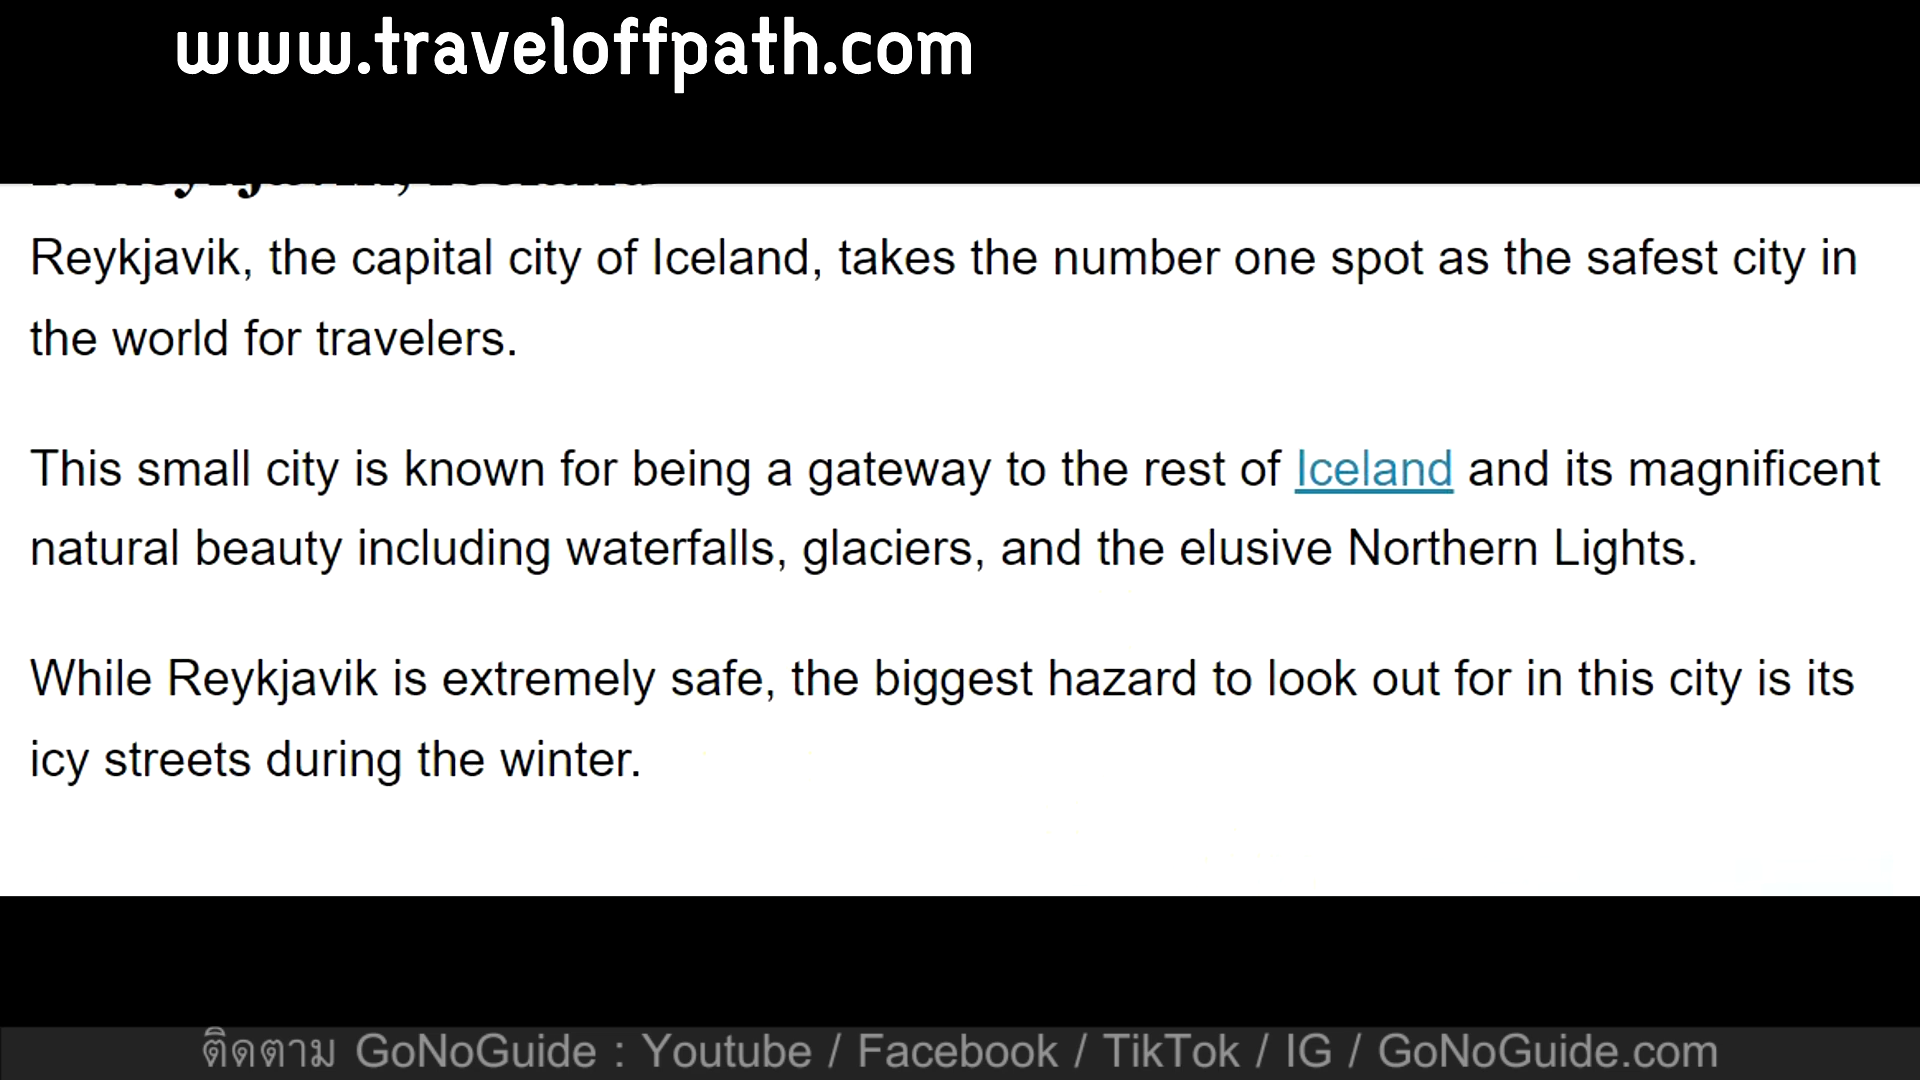 www.traveloffpath.com
Reykjavik, the capital city of Iceland, takes the number one spot as the safest city in
the world for travelers.
This small city is known for being a gateway to the rest of Iceland and its magnificent
natural beauty including waterfalls, glaciers, and the elusive Northern Lights.
While Reykjavik is extremely safe, the biggest hazard to look out for in this city is its
icy streets during the winter.
ติดตาม GoNoGuide : Youtube / Facebook / TikTok / IG / GoNoGuide.com